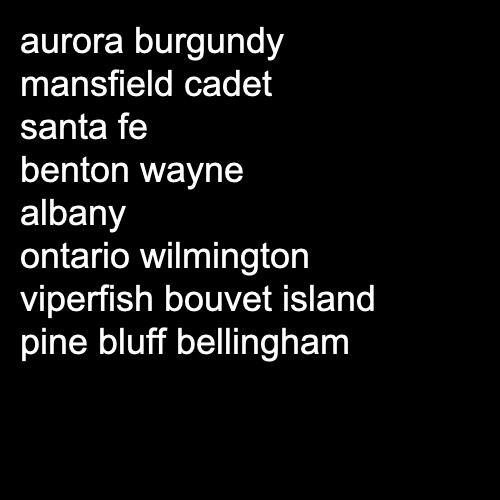 aurora burgundy
mansfield cadet
santa fe
benton wayne
albany
ontario wilmington
viperfish bouvet island
pine bluff bellingham